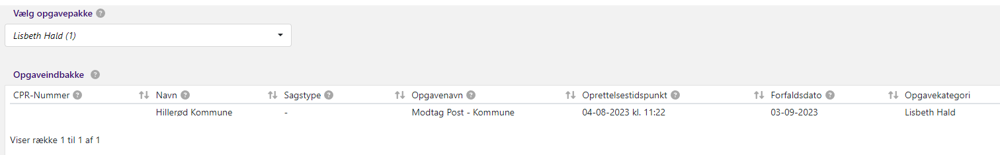 Vælg opgavepakke ?
Lisbeth Hald (1)
Opgaveindbakke ?
CPR-Nummer ? Navn ? Sagstype ? Opgavenavn ? Oprettelsestidspunkt ? Forfaldsdato ? Opgavekategori
Hillerød Kommune - Modtag Post - Kommune 04-08-2023 kl. 11:22 03-09-2023 Lisbeth Hald
Viser række 1 til 1 af 1